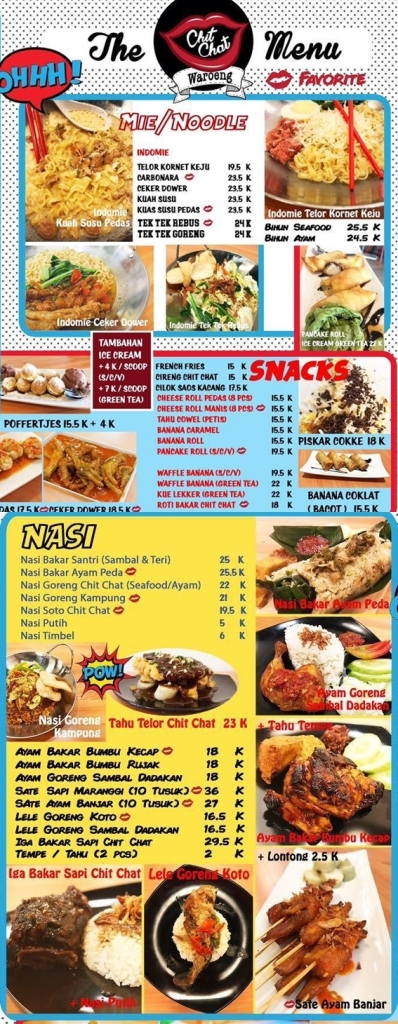 The Chit Chat Waroeng Menu
OHHH!
FAVORITE
MIE/NOODLE
INDOMIE
TELOR KORNET KEJU 19.5 K
CARBONARA 23.5 K
CEKER DOWER 23.5 K
KUAH SUSU 23.5 K
KUAS SUSU PEDAS 23.5 K
TEK TEK REBUS 24 K
TEK TEK GORENG 24 K
Indomie
Kuah Susu Pedas
Indomie Telor Kornet Keju
BIHUN SEAFOOD 25.5 K
BIHUN AYAM 24.5 K
Indomie Ceker Dower
Indomie Tek Tek Rebus
PANCAKE ROLL
ICE CREAM GREEN TEA 22 K
TAMBAHAN
ICE CREAM
+ 4 K / SCOOP
(S/C/V)
+ 7 K / SCOOP
(GREEN TEA)
SNACKS
FRENCH FRIES 15 K
CIRENG CHIT CHAT 15 K
CILOK SAOS KACANG 17.5 K
CHEESE ROLL PEDAS (8 PCS) 15.5 K
CHEESE ROLL MANIS (8 PCS) 15.5 K
TAHU COWEL (PETIS) 15.5 K
BANANA CARAMEL 15.5 K
BANANA ROLL 15.5 K
PANCAKE ROLL (S/C/V) 19.5 K
WAFFLE BANANA (S/C/V) 19.5 K
WAFFLE BANANA (GREEN TEA) 22 K
KUE LEKKER (GREEN TEA) 22 K
ROTI BAKAR CHIT CHAT 18 K
POFFERTJES 15.5 K + 4 K
DAS 17.5 K CEKER DOWER 18.5 K
PISKAR COKKE 18 K
BANANA COKLAT
(BACOT) 15.5 K
NASI
Nasi Bakar Santri (Sambal & Teri) 25 K
Nasi Bakar Ayam Peda 25.5 K
Nasi Goreng Chit Chat (Seafood/Ayam) 22 K
Nasi Goreng Kampung 21 K
Nasi Soto Chit Chat 19.5 K
Nasi Putih 5 K
Nasi Timbel 6 K
Nasi Bakar Ayam Peda
Nasi Goreng
Kampung
POW!
Tahu Telor Chit Chat 23 K
Ayam Goreng
Sambal Dadakan
+ Tahu Tempe
AYAM BAKAR BUMBU KECAP 18 K
AYAM BAKAR BUMBU RUJAK 18 K
AYAM GORENG SAMBAL DADAKAN 18 K
SATE SAPI MARANGGI (10 TUSUK) 36 K
SATE AYAM BANJAR (10 TUSUK) 27 K
LELE GORENG KOTO 16.5 K
LELE GORENG SAMBAL DADAKAN 16.5 K
IGA BAKAR SAPI CHIT CHAT 29.5 K
TEMPE / TAHU (2 PCS) 2 K
Ayam Bakar Bumbu Kecap
+ Lontong 2.5 K
Iga Bakar Sapi Chit Chat
Lele Goreng Koto
+ Nasi Putih
Sate Ayam Banjar